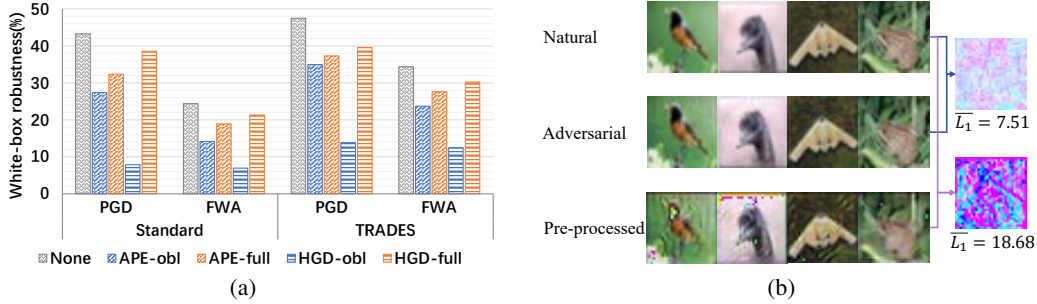 White-box robustness(%)
50
40
30
20
10
0
PGD FWA PGD FWA
Standard TRADES
None APE-obl APE-full HGD-obl HGD-full
(a)
Natural
Adversarial
Pre-processed
L₁ = 7.51
L₁ = 18.68
(b)